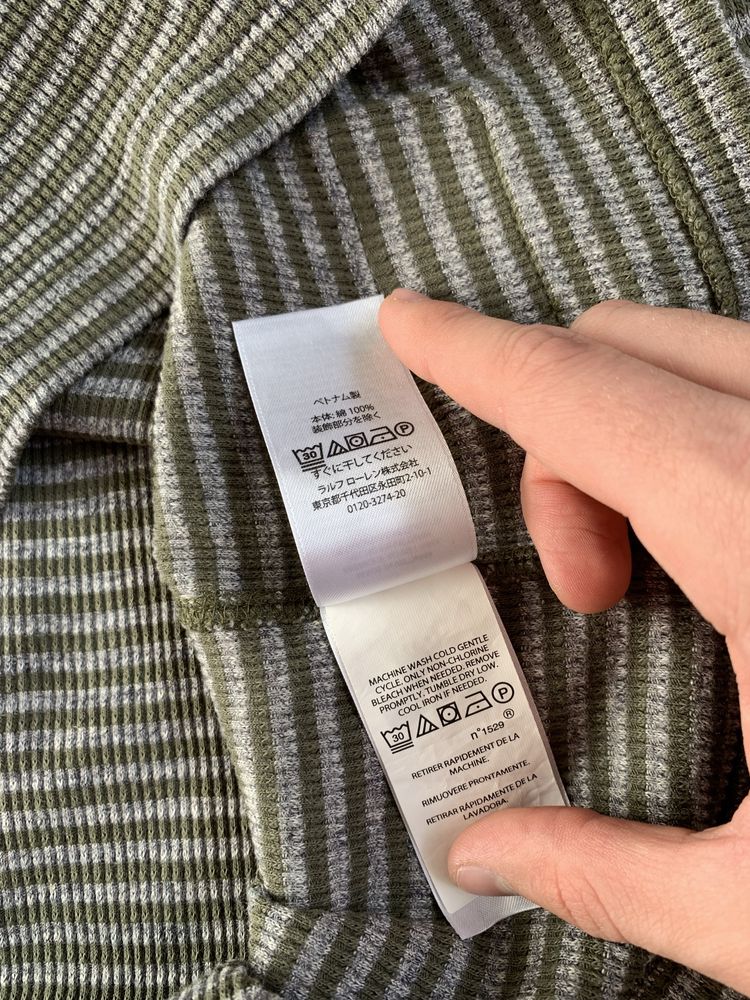 ベトナム製
本体: 綿 100%
装飾部分を除く
30 P
すぐに干してください
ラルフ ローレン株式会社
東京都千代田区永田町2-10-1
0120-3274-20
MACHINE WASH COLD GENTLE
CYCLE. ONLY NON-CHLORINE
BLEACH WHEN NEEDED. REMOVE
PROMPTLY. TUMBLE DRY LOW.
COOL IRON IF NEEDED.
30 P
n°1529 ®
RETIRER RAPIDEMENT DE LA
MACHINE.
RIMUOVERE PRONTAMENTE.
RETIRAR RÁPIDAMENTE DE LA
LAVADORA.